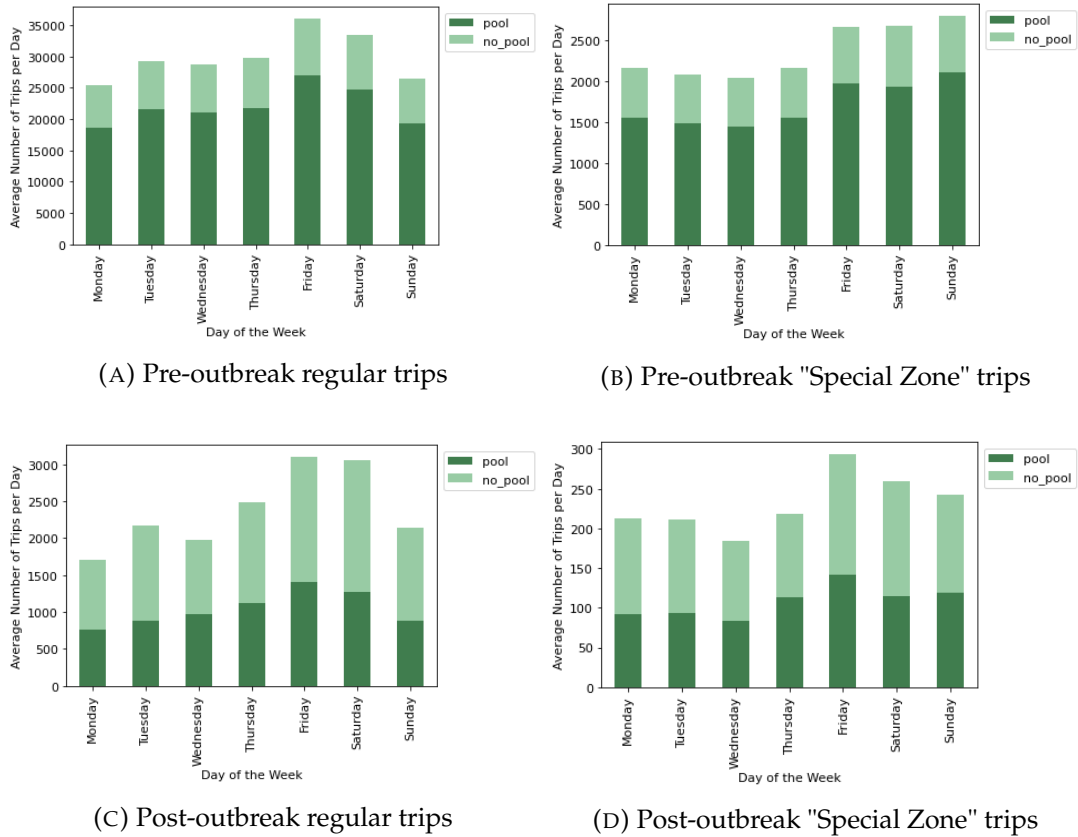 35000
30000
25000
20000
15000
10000
5000
0
Average Number of Trips per Day
Monday
Tuesday
Wednesday
Thursday
Friday
Saturday
Sunday
Day of the Week
pool
no_pool
(A) Pre-outbreak regular trips
2500
2000
1500
1000
500
0
Average Number of Trips per Day
Monday
Tuesday
Wednesday
Thursday
Friday
Saturday
Sunday
Day of the Week
pool
no_pool
(B) Pre-outbreak "Special Zone" trips
3000
2500
2000
1500
1000
500
0
Average Number of Trips per Day
Monday
Tuesday
Wednesday
Thursday
Friday
Saturday
Sunday
Day of the Week
pool
no_pool
(C) Post-outbreak regular trips
300
250
200
150
100
50
0
Average Number of Trips per Day
Monday
Tuesday
Wednesday
Thursday
Friday
Saturday
Sunday
Day of the Week
pool
no_pool
(D) Post-outbreak "Special Zone" trips